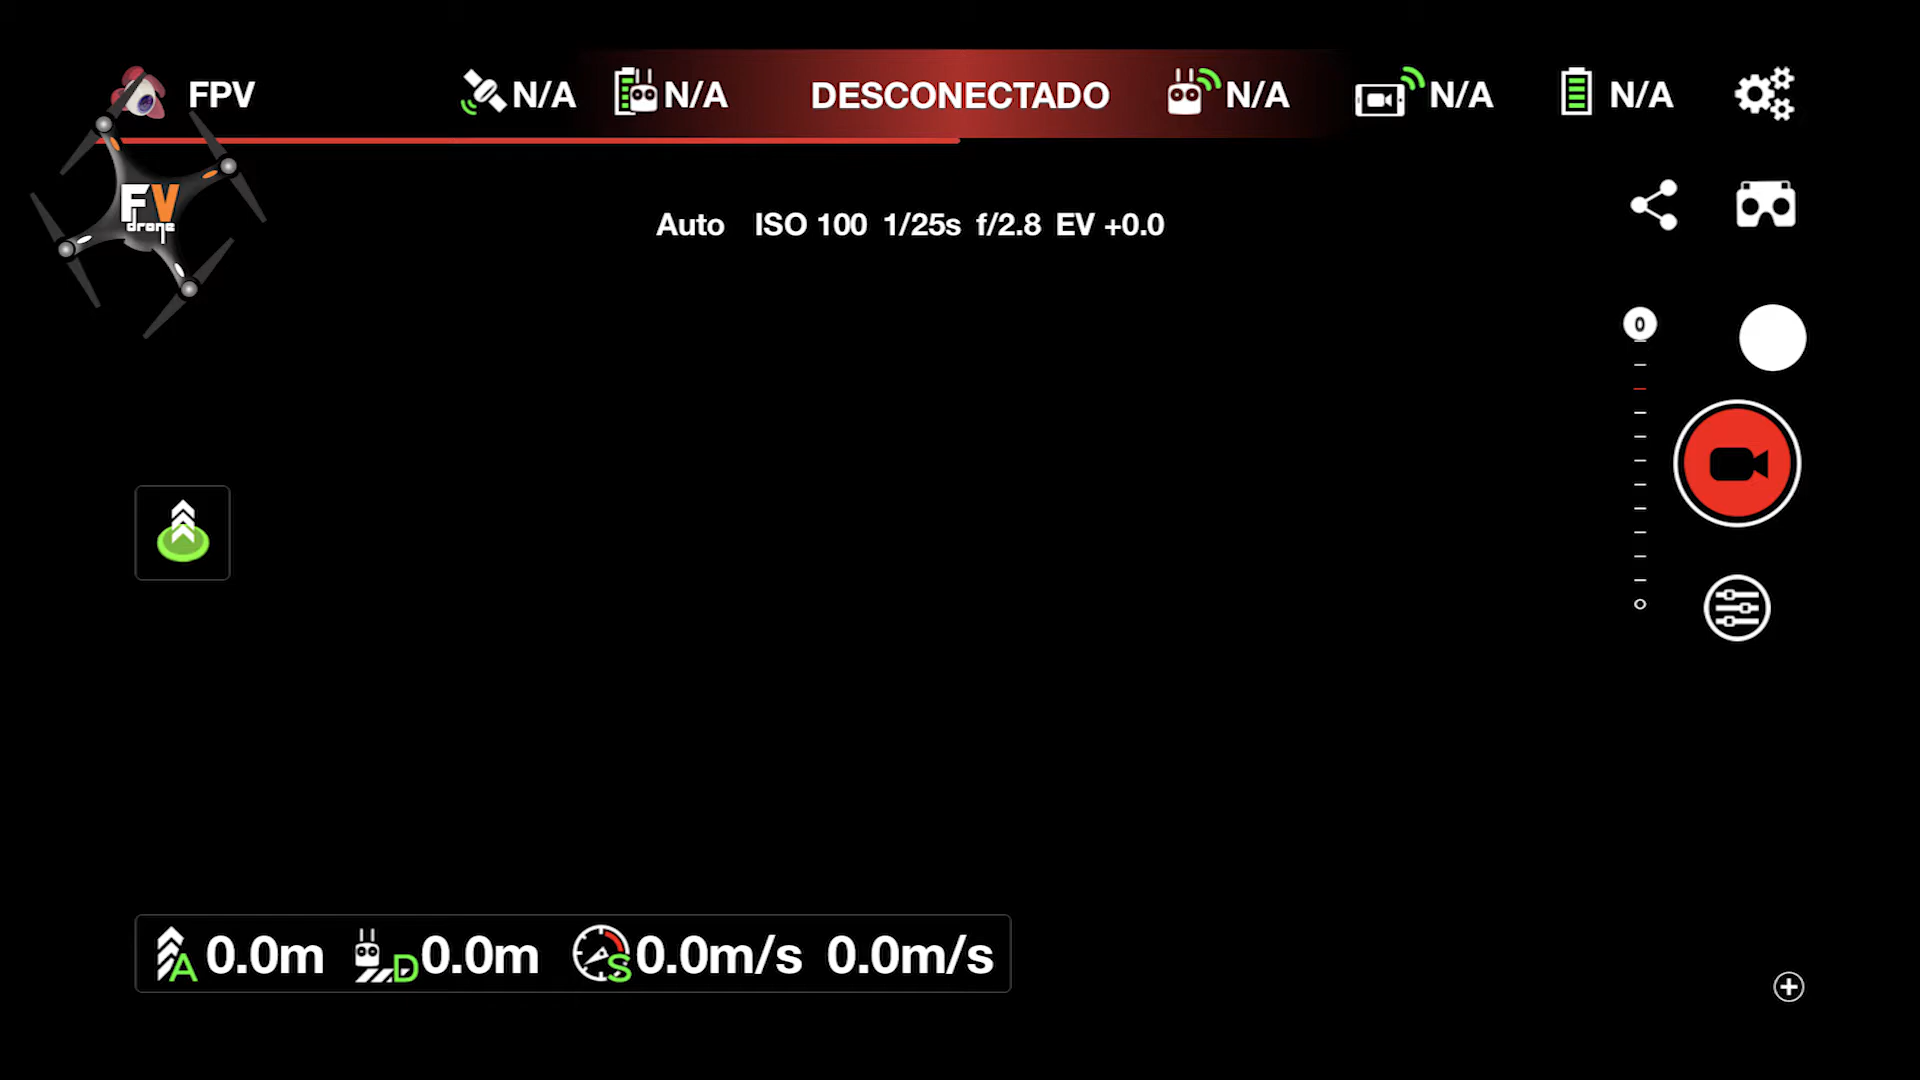 FPV N/A N/A DESCONECTADO N/A N/A N/A
FV
drone
Auto ISO 100 1/25s f/2.8 EV +0.0
0
A 0.0m D 0.0m S 0.0m/s 0.0m/s